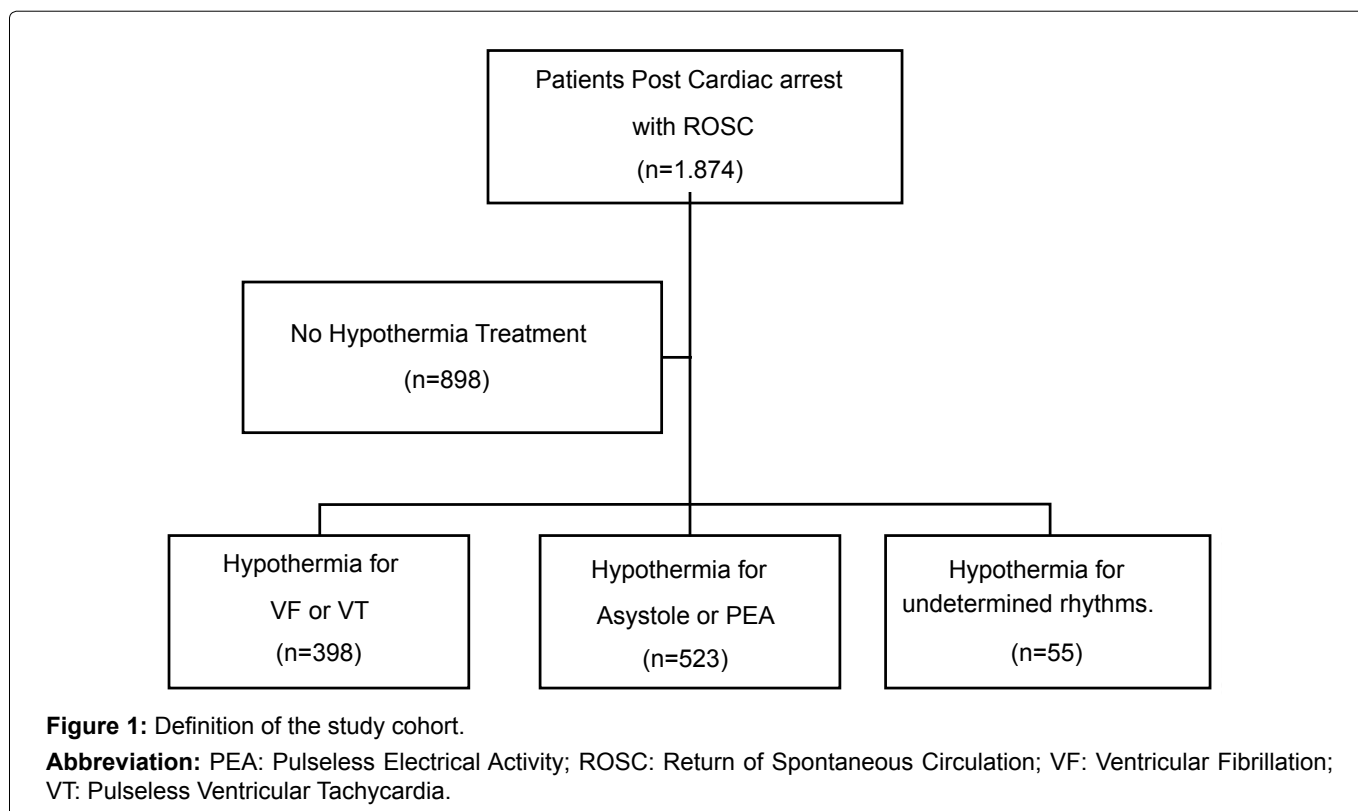 Patients Post Cardiac arrest
with ROSC
(n=1.874)
No Hypothermia Treatment
(n=898)
Hypothermia for
VF or VT
(n=398)
Hypothermia for
Asystole or PEA
(n=523)
Hypothermia for
undetermined rhythms.
(n=55)
Figure 1: Definition of the study cohort.
Abbreviation: PEA: Pulseless Electrical Activity; ROSC: Return of Spontaneous Circulation; VF: Ventricular Fibrillation;
VT: Pulseless Ventricular Tachycardia.